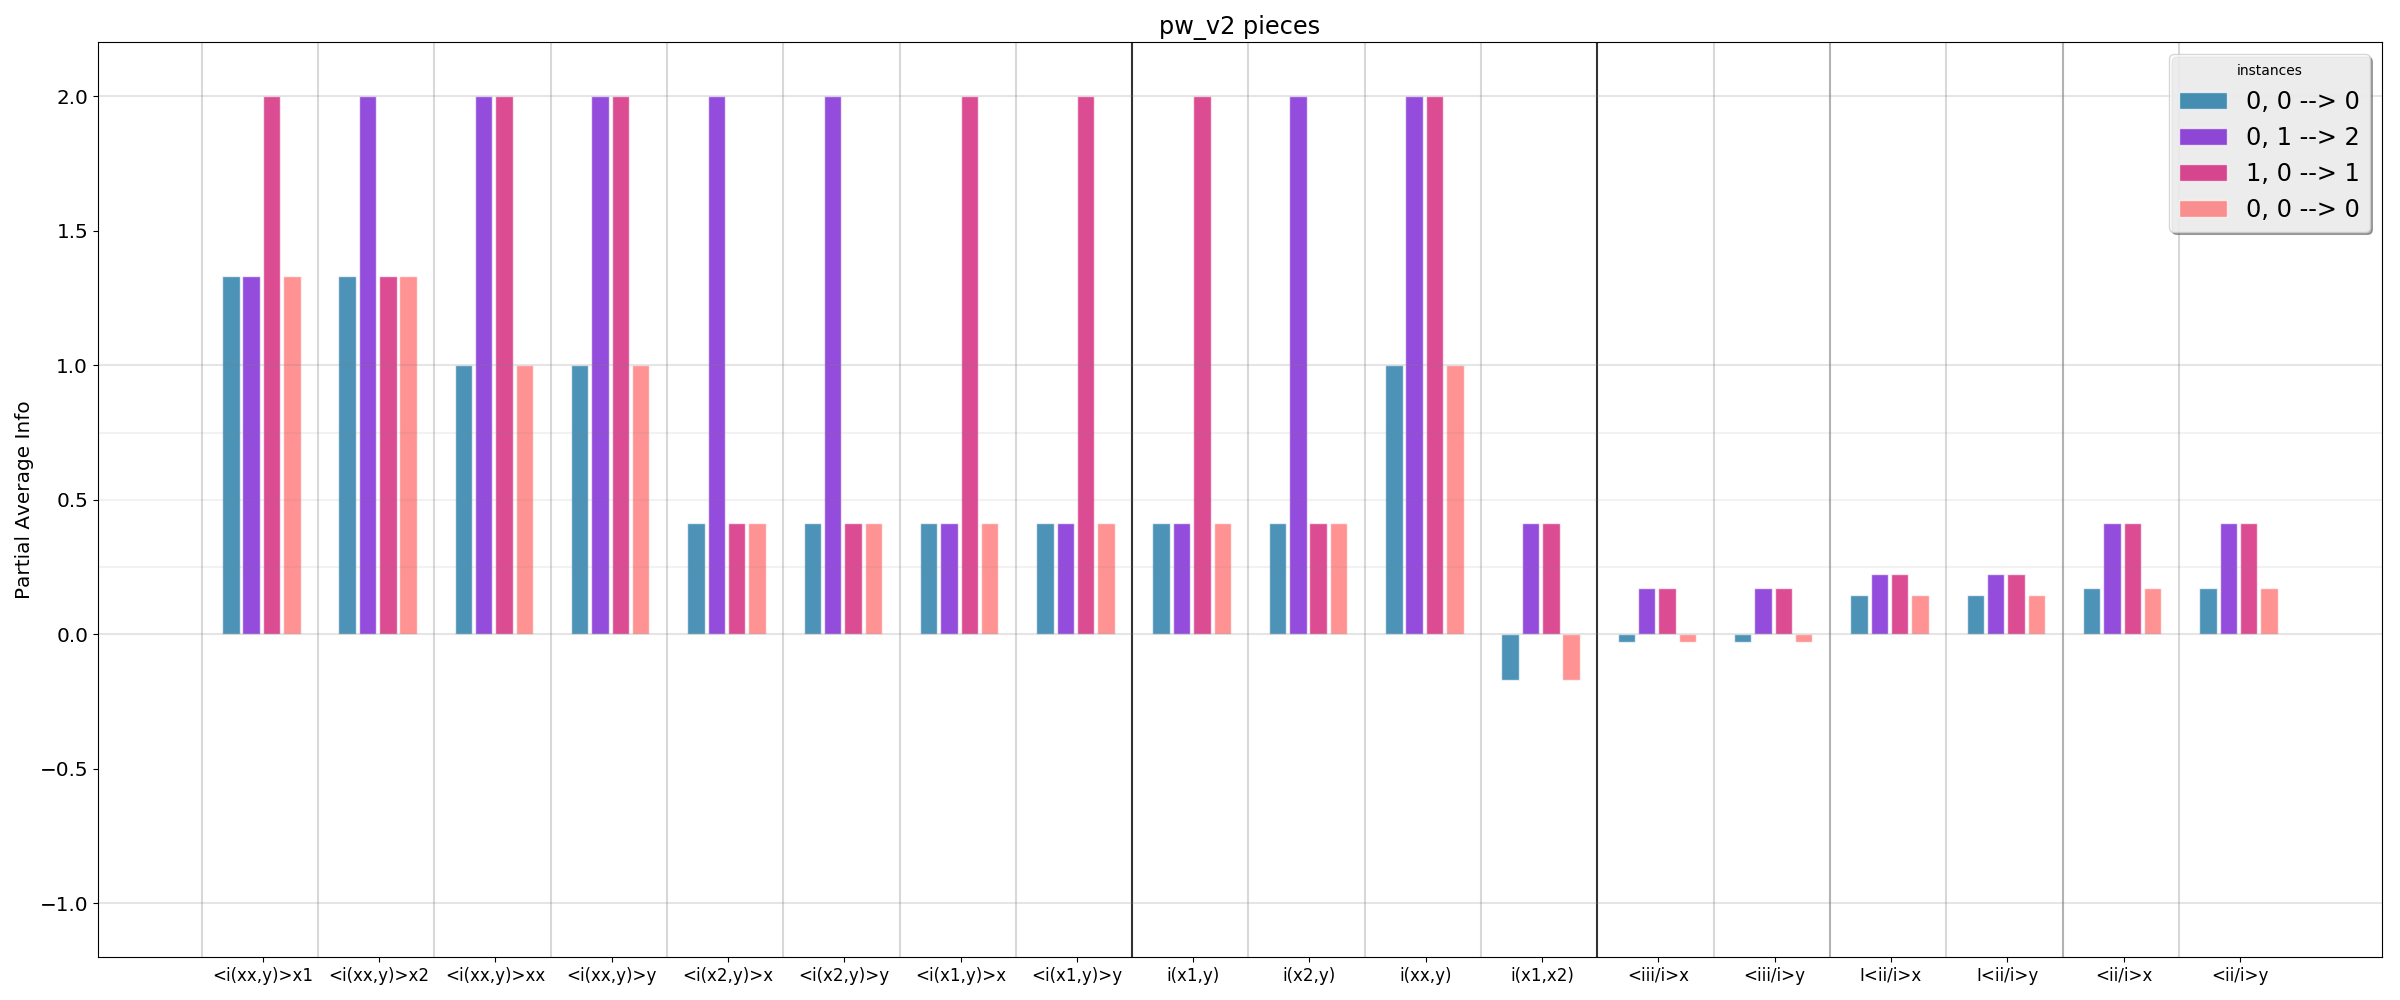 pw_v2 pieces
instances
0, 0 --> 0
0, 1 --> 2
1, 0 --> 1
0, 0 --> 0
Partial Average Info
2.0
1.5
1.0
0.5
0.0
−0.5
−1.0
<i(xx,y)>x1 <i(xx,y)>x2 <i(xx,y)>xx <i(xx,y)>y <i(x2,y)>x <i(x2,y)>y <i(x1,y)>x <i(x1,y)>y i(x1,y) i(x2,y) i(xx,y) i(x1,x2) <iii/i>x <iii/i>y I<ii/i>x I<ii/i>y <ii/i>x <ii/i>y